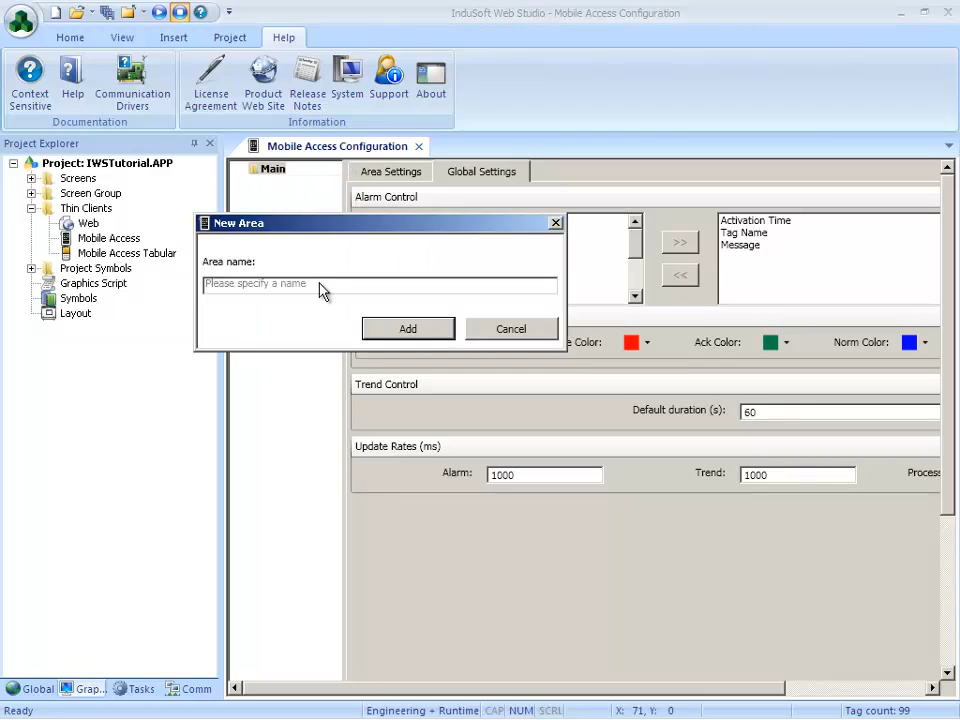 InduSoft Web Studio - Mobile Access Configuration
Home View Insert Project Help
Context Sensitive
Help
Communication Drivers
License Agreement
Product Web Site
Release Notes
System
Support
About
Documentation
Information
Project Explorer
Mobile Access Configuration
Project: IWSTutorial.APP
Screens
Screen Group
Thin Clients
Web
Mobile Access
Mobile Access Tabular
Project Symbols
Graphics Script
Symbols
Layout
Main
Area Settings
Global Settings
Alarm Control
New Area
Area name:
Please specify a name
Add
Cancel
>>
<<
Activation Time
Tag Name
Message
e Color:
Ack Color:
Norm Color:
Trend Control
Default duration (s): 60
Update Rates (ms)
Alarm: 1000
Trend: 1000
Process
Global
Grap...
Tasks
Comm
Ready
Engineering + Runtime
CAP
NUM
SCRL
X: 71, Y: 0
Tag count: 99